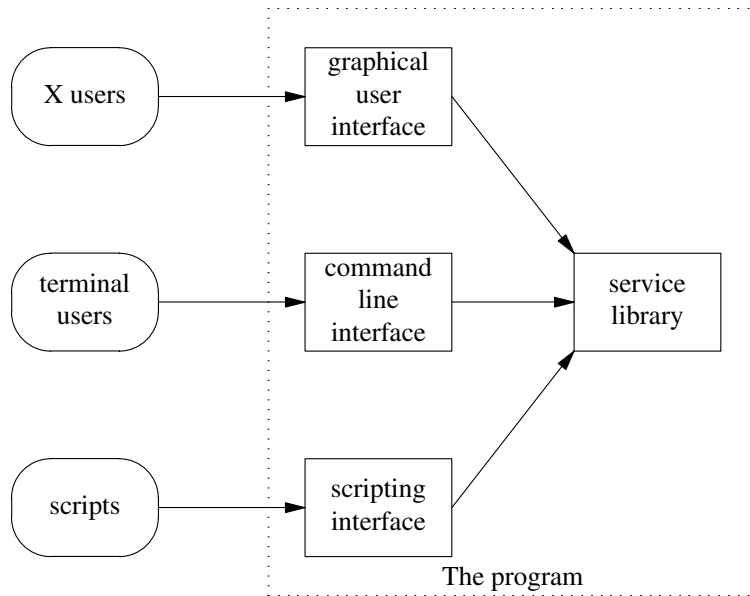 X users
graphical
user
interface
terminal
users
command
line
interface
service
library
scripts
scripting
interface
The program